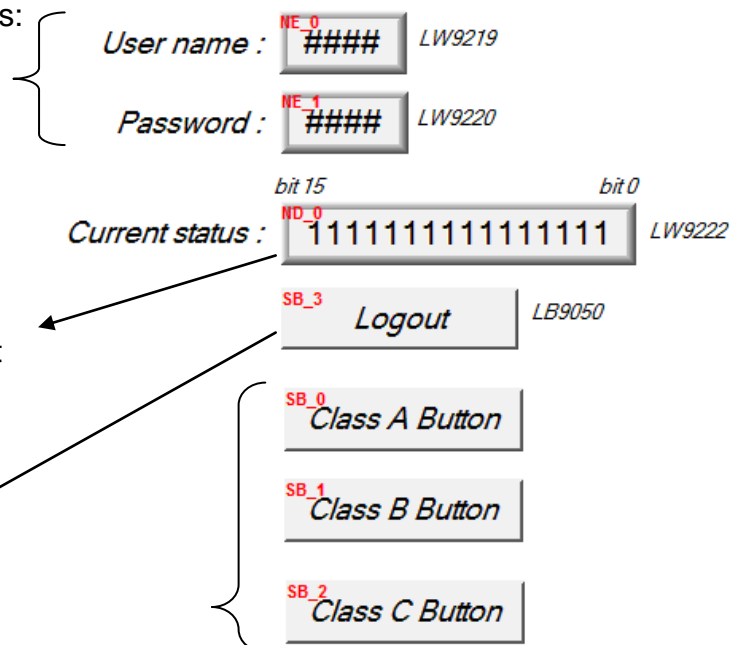 s:
NE_0
User name : #### LW9219
NE_1
Password : #### LW9220
bit 15 bit 0
ND_0
Current status : 1111111111111111 LW9222
SB_3
Logout LB9050
SB_0
Class A Button
SB_1
Class B Button
SB_2
Class C Button